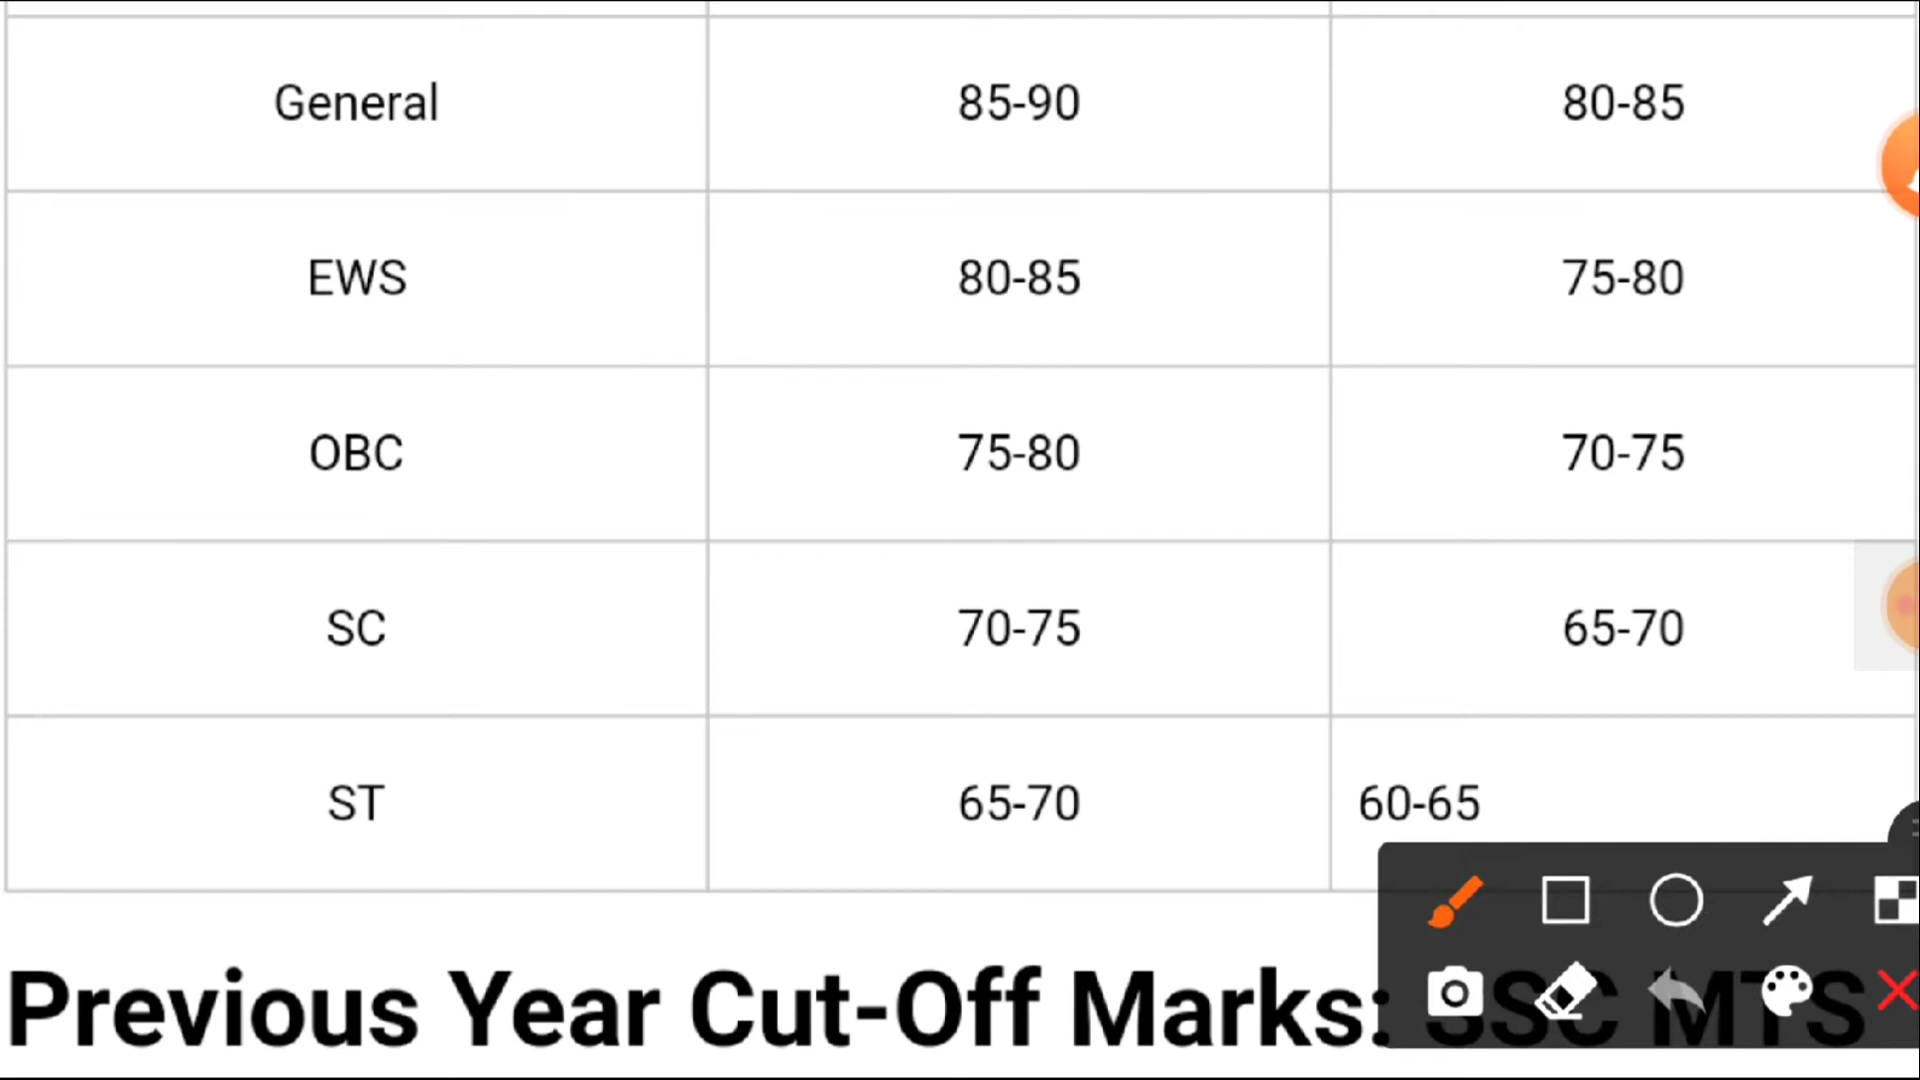 General 85-90 80-85
EWS 80-85 75-80
OBC 75-80 70-75
SC 70-75 65-70
ST 65-70 60-65
Previous Year Cut-Off Marks: SSC MTS